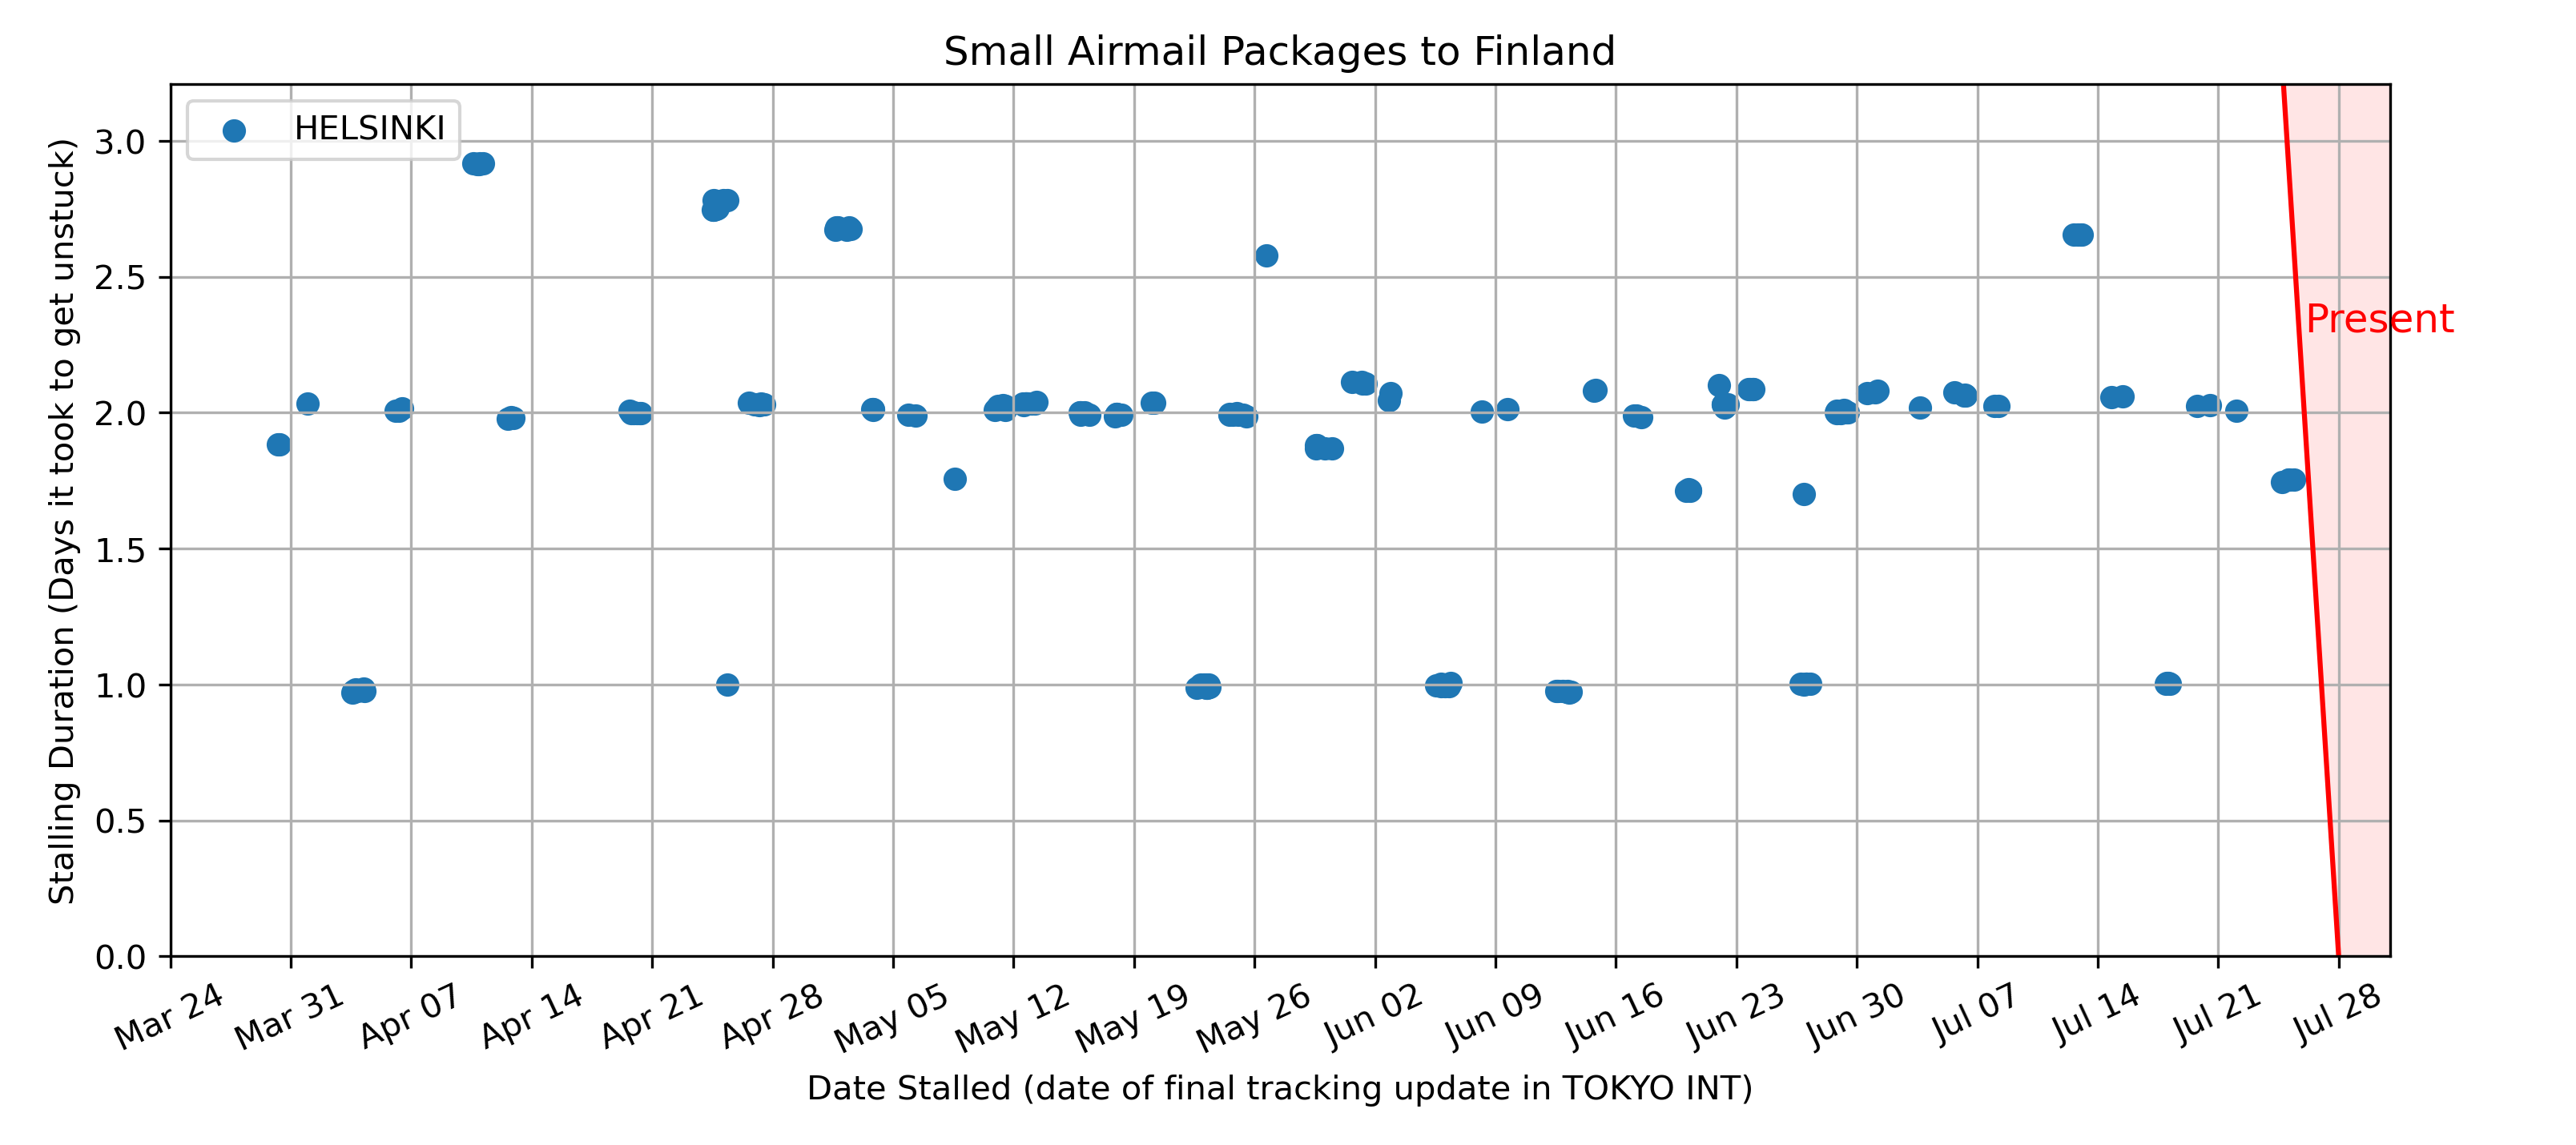 Small Airmail Packages to Finland
HELSINKI
Stalling Duration (Days it took to get unstuck)
3.0
2.5
2.0
1.5
1.0
0.5
0.0
Present
Mar 24
Mar 31
Apr 07
Apr 14
Apr 21
Apr 28
May 05
May 12
May 19
May 26
Jun 02
Jun 09
Jun 16
Jun 23
Jun 30
Jul 07
Jul 14
Jul 21
Jul 28
Date Stalled (date of final tracking update in TOKYO INT)